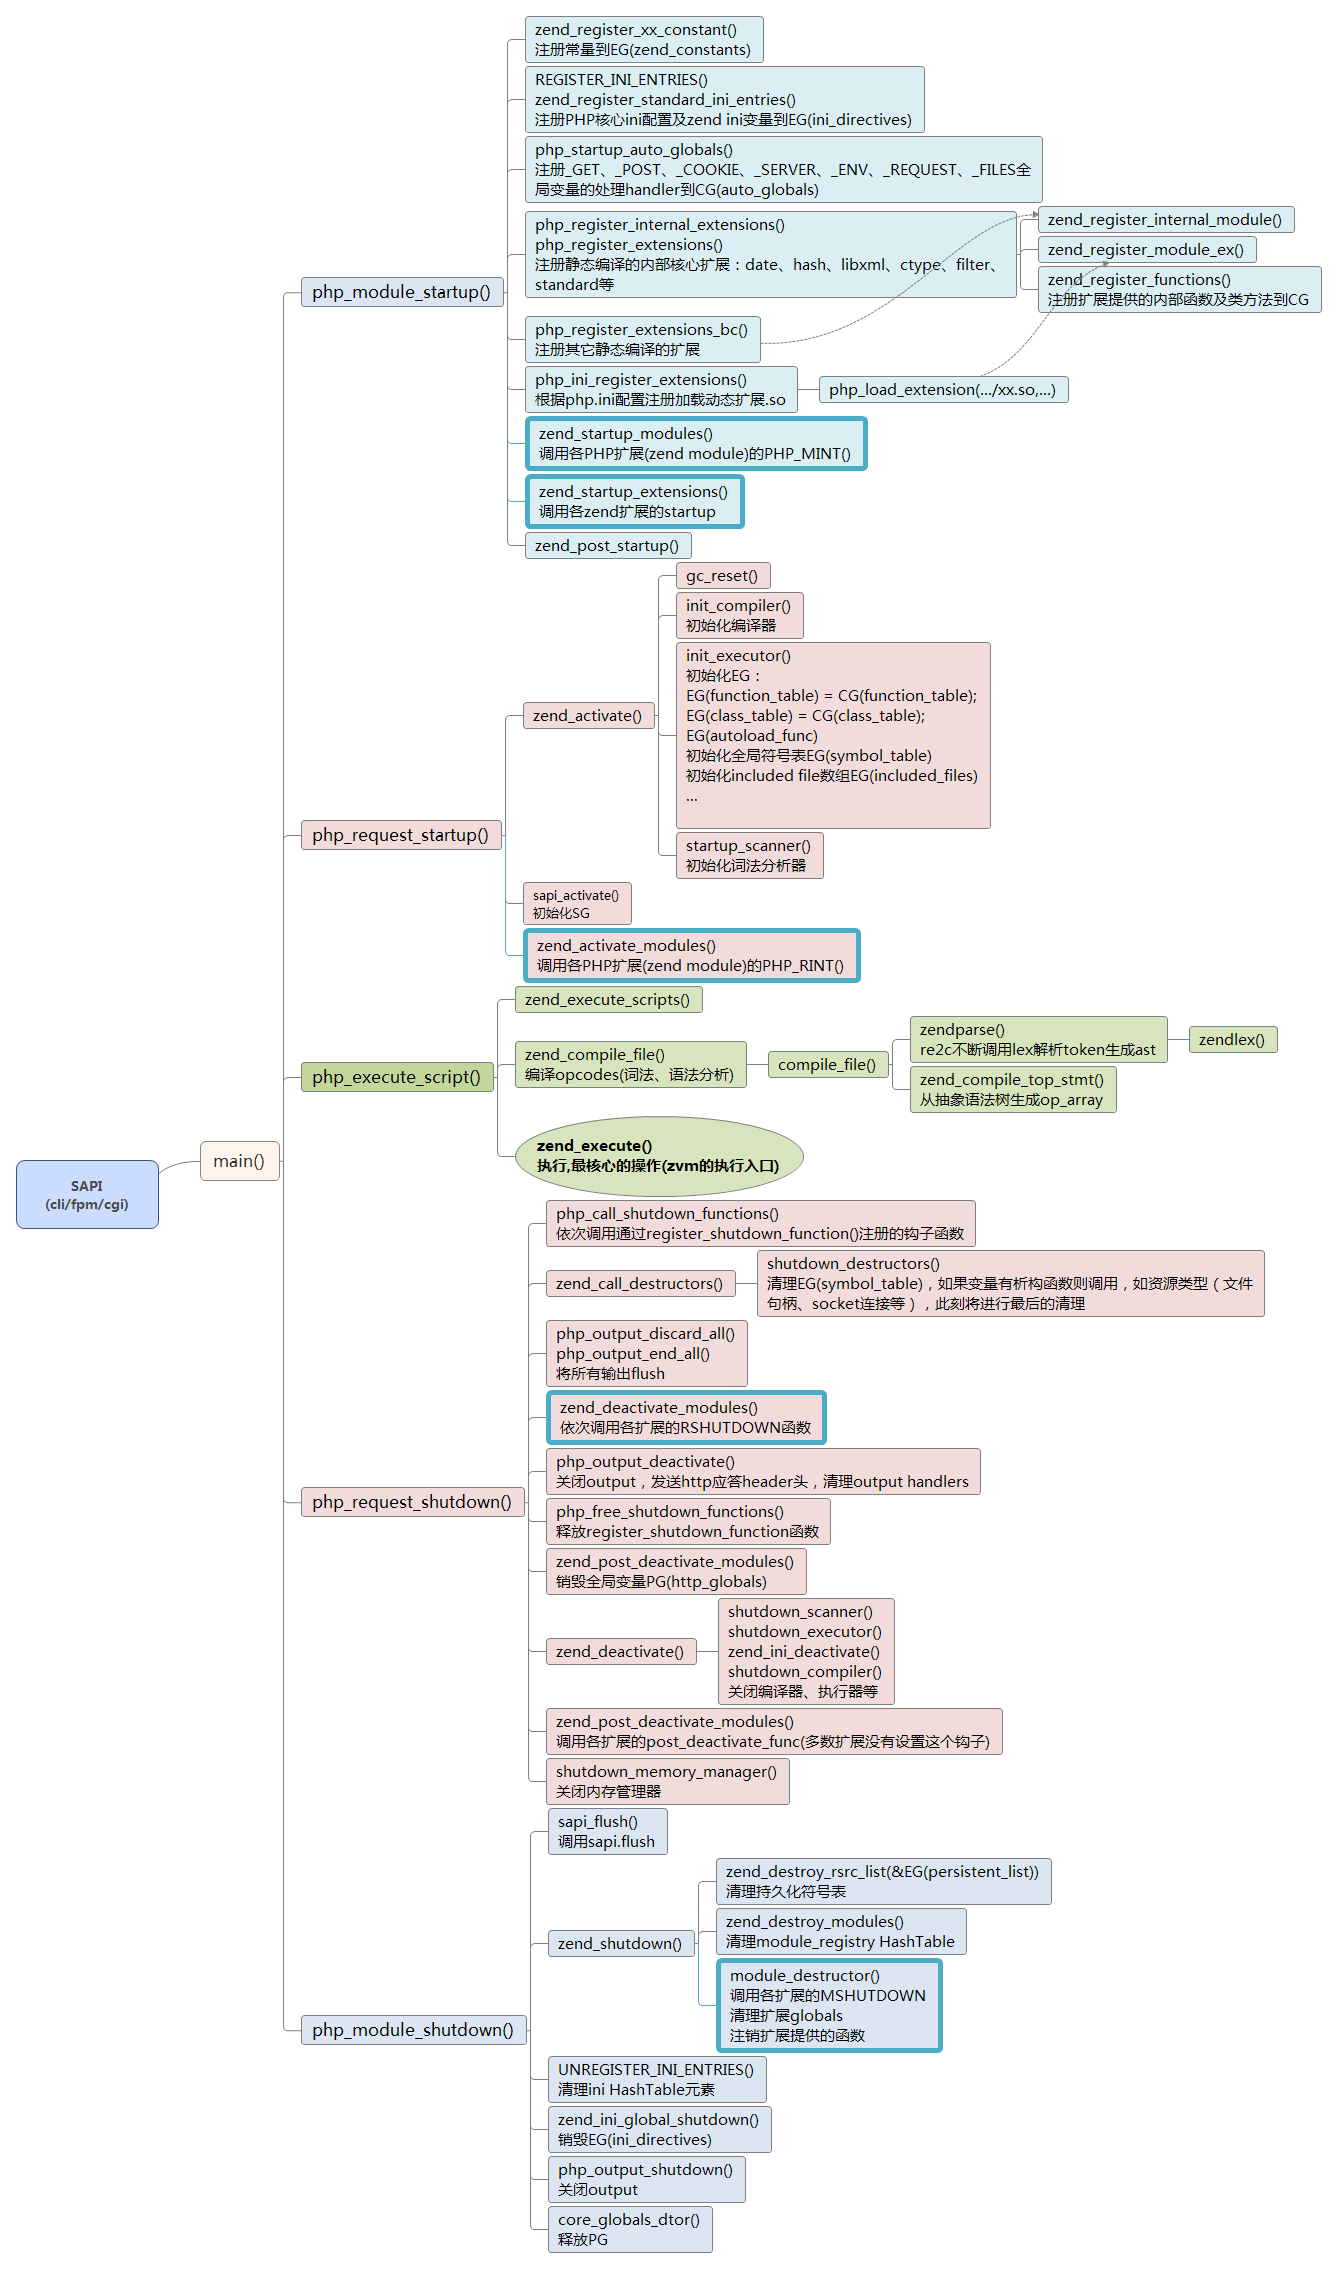 SAPI
(cli/fpm/cgi)
main()
php_module_startup()
zend_register_xx_constant()
注册常量到EG(zend_constants)
REGISTER_INI_ENTRIES()
zend_register_standard_ini_entries()
注册PHP核心ini配置及zend ini变量到EG(ini_directives)
php_startup_auto_globals()
注册_GET、_POST、_COOKIE、_SERVER、_ENV、_REQUEST、_FILES全
局变量的处理handler到CG(auto_globals)
php_register_internal_extensions()
php_register_extensions()
注册静态编译的内部核心扩展：date、hash、libxml、ctype、filter、
standard等
zend_register_internal_module()
zend_register_module_ex()
zend_register_functions()
注册扩展提供的内部函数及类方法到CG
php_register_extensions_bc()
注册其它静态编译的扩展
php_ini_register_extensions()
根据php.ini配置注册加载动态扩展.so
php_load_extension(.../xx.so,...)
zend_startup_modules()
调用各PHP扩展(zend module)的PHP_MINT()
zend_startup_extensions()
调用各zend扩展的startup
zend_post_startup()
php_request_startup()
zend_activate()
gc_reset()
init_compiler()
初始化编译器
init_executor()
初始化EG：
EG(function_table) = CG(function_table);
EG(class_table) = CG(class_table);
EG(autoload_func)
初始化全局符号表EG(symbol_table)
初始化included file数组EG(included_files)
...
startup_scanner()
初始化词法分析器
sapi_activate()
初始化SG
zend_activate_modules()
调用各PHP扩展(zend module)的PHP_RINT()
php_execute_script()
zend_execute_scripts()
zend_compile_file()
编译opcodes(词法、语法分析)
compile_file()
zendparse()
re2c不断调用lex解析token生成ast
zendlex()
zend_compile_top_stmt()
从抽象语法树生成op_array
zend_execute()
执行,最核心的操作(zvm的执行入口)
php_request_shutdown()
php_call_shutdown_functions()
依次调用通过register_shutdown_function()注册的钩子函数
zend_call_destructors()
shutdown_destructors()
清理EG(symbol_table)，如果变量有析构函数则调用，如资源类型（文件
句柄、socket连接等），此刻将进行最后的清理
php_output_discard_all()
php_output_end_all()
将所有输出flush
zend_deactivate_modules()
依次调用各扩展的RSHUTDOWN函数
php_output_deactivate()
关闭output，发送http应答header头，清理output handlers
php_free_shutdown_functions()
释放register_shutdown_function函数
zend_post_deactivate_modules()
销毁全局变量PG(http_globals)
zend_deactivate()
shutdown_scanner()
shutdown_executor()
zend_ini_deactivate()
shutdown_compiler()
关闭编译器、执行器等
zend_post_deactivate_modules()
调用各扩展的post_deactivate_func(多数扩展没有设置这个钩子)
shutdown_memory_manager()
关闭内存管理器
php_module_shutdown()
sapi_flush()
调用sapi.flush
zend_shutdown()
zend_destroy_rsrc_list(&EG(persistent_list))
清理持久化符号表
zend_destroy_modules()
清理module_registry HashTable
module_destructor()
调用各扩展的MSHUTDOWN
清理扩展globals
注销扩展提供的函数
UNREGISTER_INI_ENTRIES()
清理ini HashTable元素
zend_ini_global_shutdown()
销毁EG(ini_directives)
php_output_shutdown()
关闭output
core_globals_dtor()
释放PG